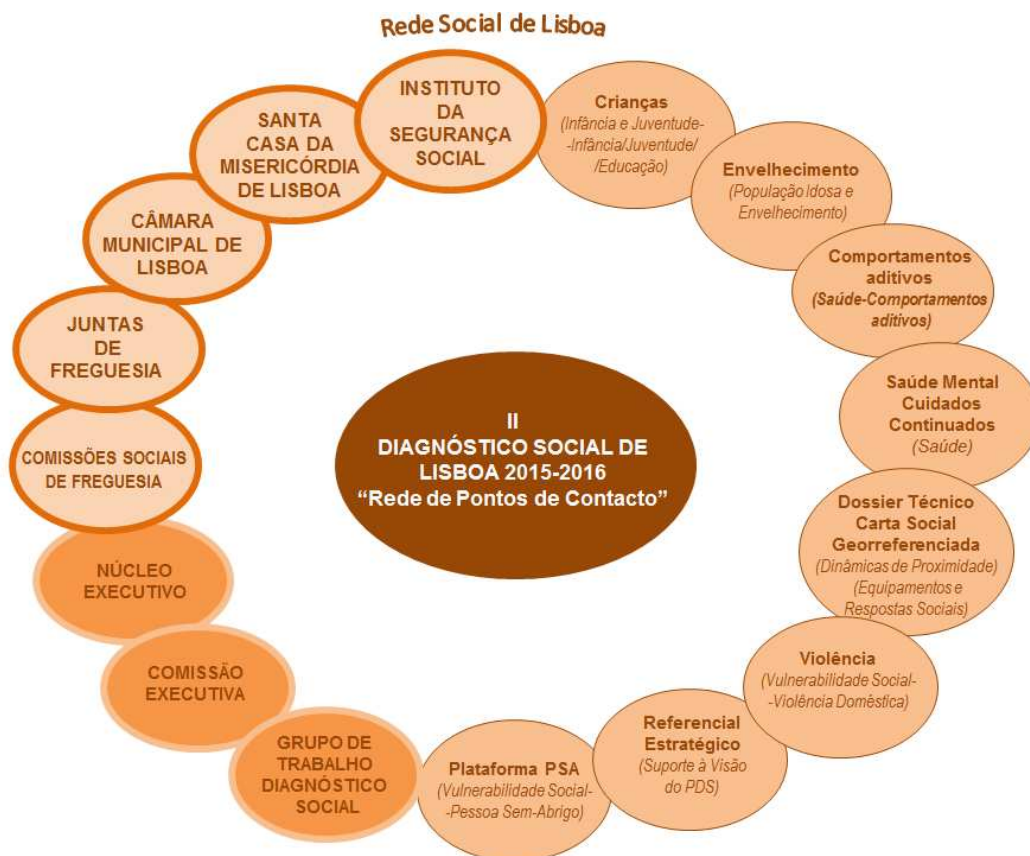 Rede Social de Lisboa
INSTITUTO
DA
SEGURANÇA
SOCIAL
Crianças
(Infância e Juventude-
-Infância/Juventude/
/Educação)
Envelhecimento
(População Idosa e
Envelhecimento)
Comportamentos
aditivos
(Saúde-Comportamentos
aditivos)
Saúde Mental
Cuidados
Continuados
(Saúde)
Dossier Técnico
Carta Social
Georreferenciada
(Dinâmicas de Proximidade)
(Equipamentos e
Respostas Sociais)
Violência
(Vulnerabilidade Social-
-Violência Doméstica)
Referencial
Estratégico
(Suporte à Visão
do PDS)
Plataforma PSA
(Vulnerabilidade Social-
-Pessoa Sem-Abrigo)
GRUPO DE
TRABALHO
DIAGNÓSTICO
SOCIAL
COMISSÃO
EXECUTIVA
NÚCLEO
EXECUTIVO
COMISSÕES SOCIAIS
DE FREGUESIA
JUNTAS
DE
FREGUESIA
CÂMARA
MUNICIPAL DE
LISBOA
SANTA
CASA DA
MISERICÓRDIA
DE LISBOA
II
DIAGNÓSTICO SOCIAL DE
LISBOA 2015-2016
“Rede de Pontos de Contacto”